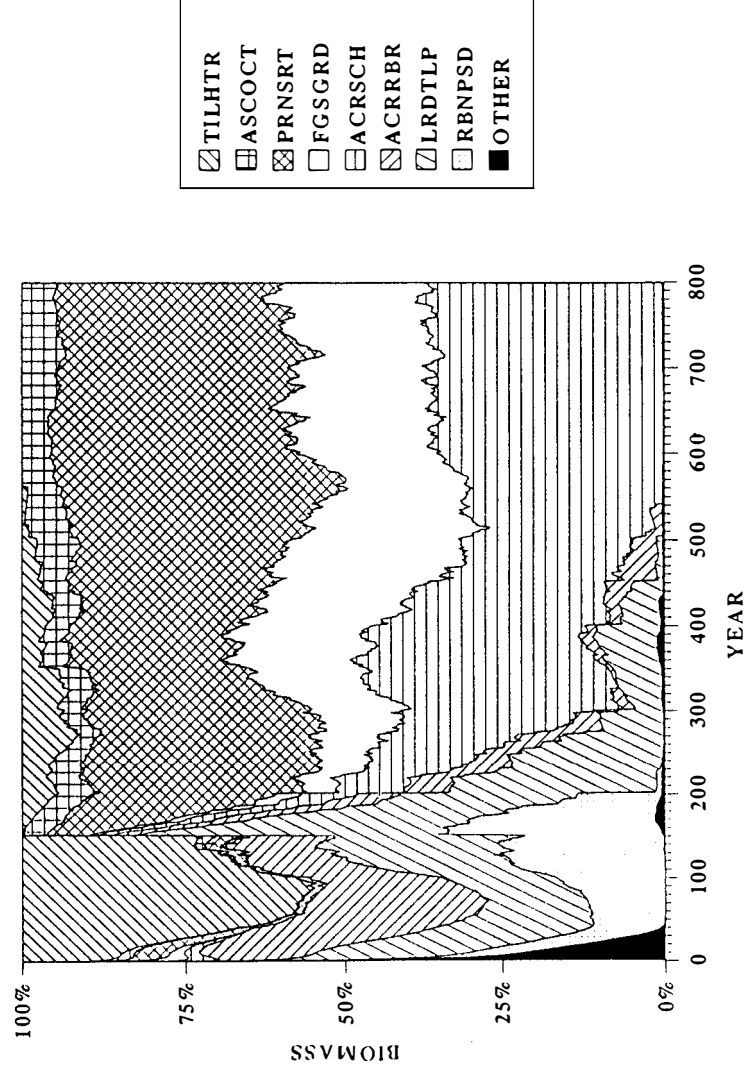 TILHTR
ASCOCT
PRNSRT
FGSGRD
ACRSCH
ACRRBR
LRDTLP
RBNPSD
OTHER
100%
75%
50%
25%
0%
BIOMASS
0 100 200 300 400 500 600 700 800
YEAR